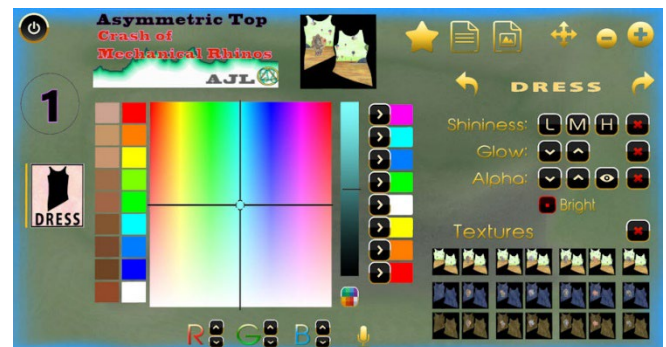 Asymmetric Top
Crash of
Mechanical Rhinos
AJL
1
DRESS
DRESS
Shininess: L M H
Glow:
Alpha:
Bright
Textures
R G B